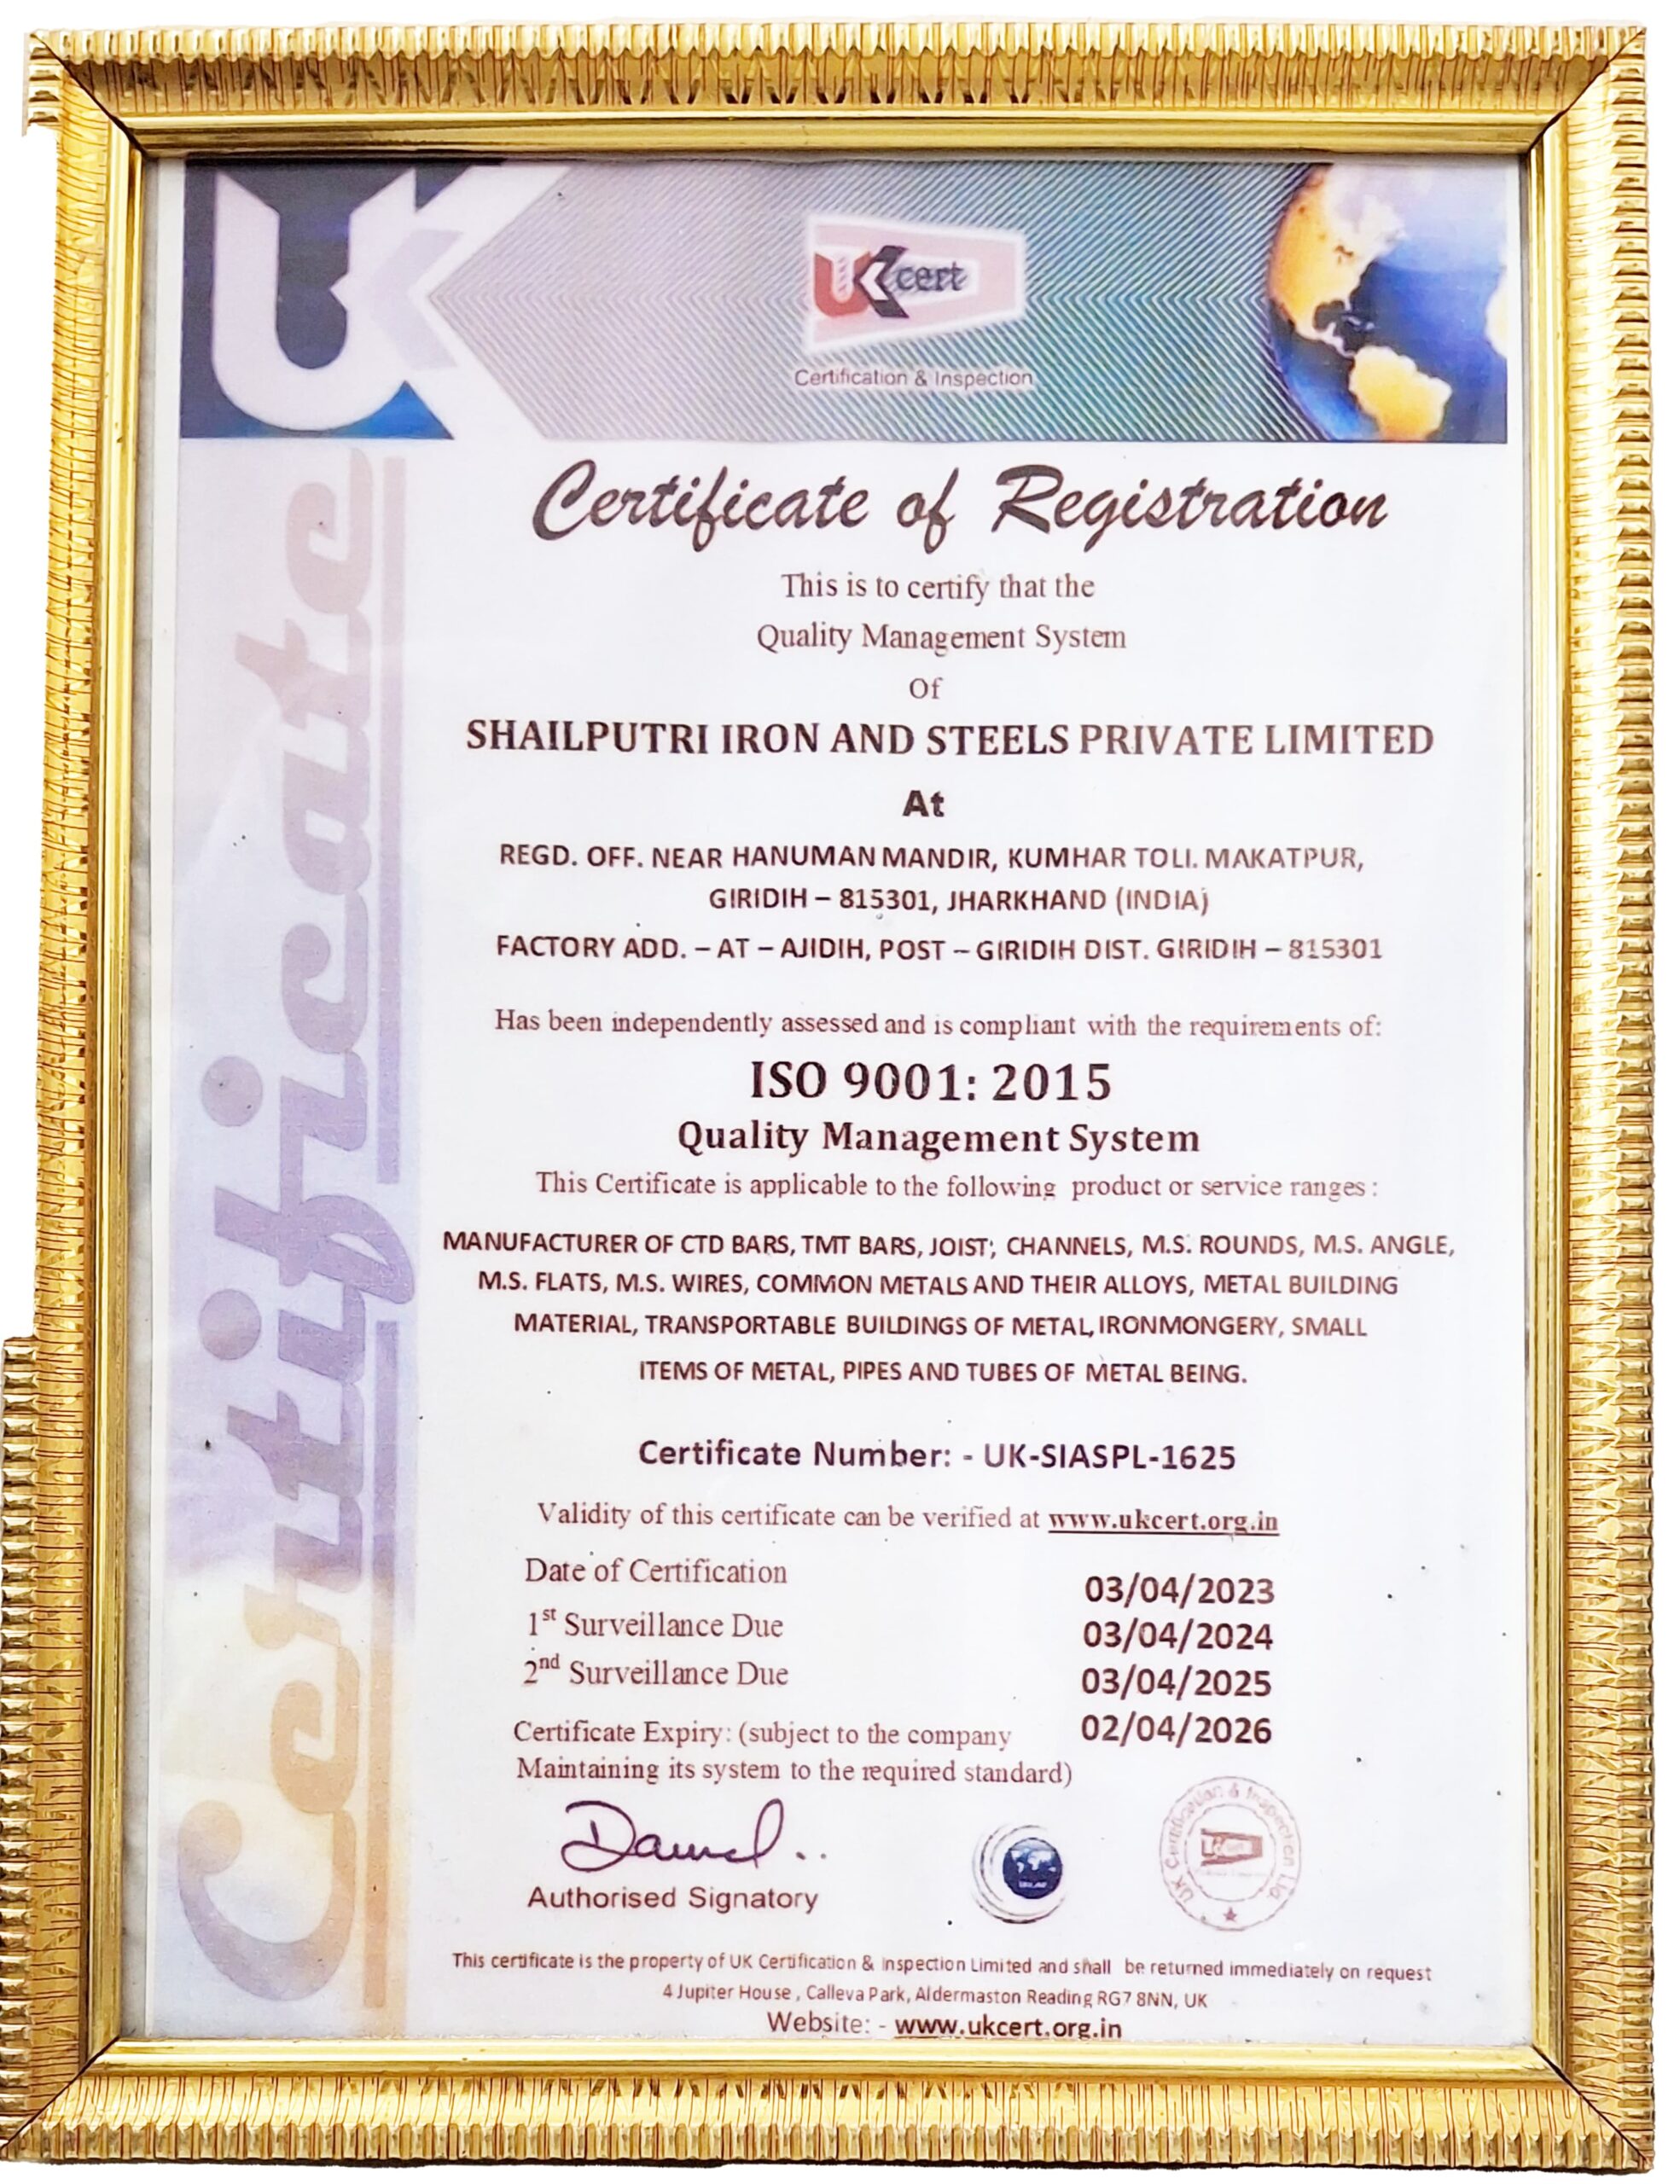 UK
UKcert
Certification & Inspection
Certificate
Certificate of Registration
This is to certify that the
Quality Management System
Of
SHAILPUTRI IRON AND STEELS PRIVATE LIMITED
At
REGD. OFF. NEAR HANUMAN MANDIR, KUMHAR TOLI. MAKATPUR,
GIRIDIH – 815301, JHARKHAND (INDIA)
FACTORY ADD. – AT – AJIDIH, POST – GIRIDIH DIST. GIRIDIH – 815301
Has been independently assessed and is compliant with the requirements of:
ISO 9001: 2015
Quality Management System
This Certificate is applicable to the following product or service ranges :
MANUFACTURER OF CTD BARS, TMT BARS, JOIST, CHANNELS, M.S. ROUNDS, M.S. ANGLE,
M.S. FLATS, M.S. WIRES, COMMON METALS AND THEIR ALLOYS, METAL BUILDING
MATERIAL, TRANSPORTABLE BUILDINGS OF METAL, IRONMONGERY, SMALL
ITEMS OF METAL, PIPES AND TUBES OF METAL BEING.
Certificate Number: - UK-SIASPL-1625
Validity of this certificate can be verified at www.ukcert.org.in
Date of Certification 03/04/2023
1st Surveillance Due 03/04/2024
2nd Surveillance Due 03/04/2025
Certificate Expiry: (subject to the company 02/04/2026
Maintaining its system to the required standard)
Authorised Signatory
UK Certification & Inspection Ltd
This certificate is the property of UK Certification & Inspection Limited and shall be returned immediately on request
4 Jupiter House , Calleva Park, Aldermaston Reading RG7 8NN, UK
Website: - www.ukcert.org.in